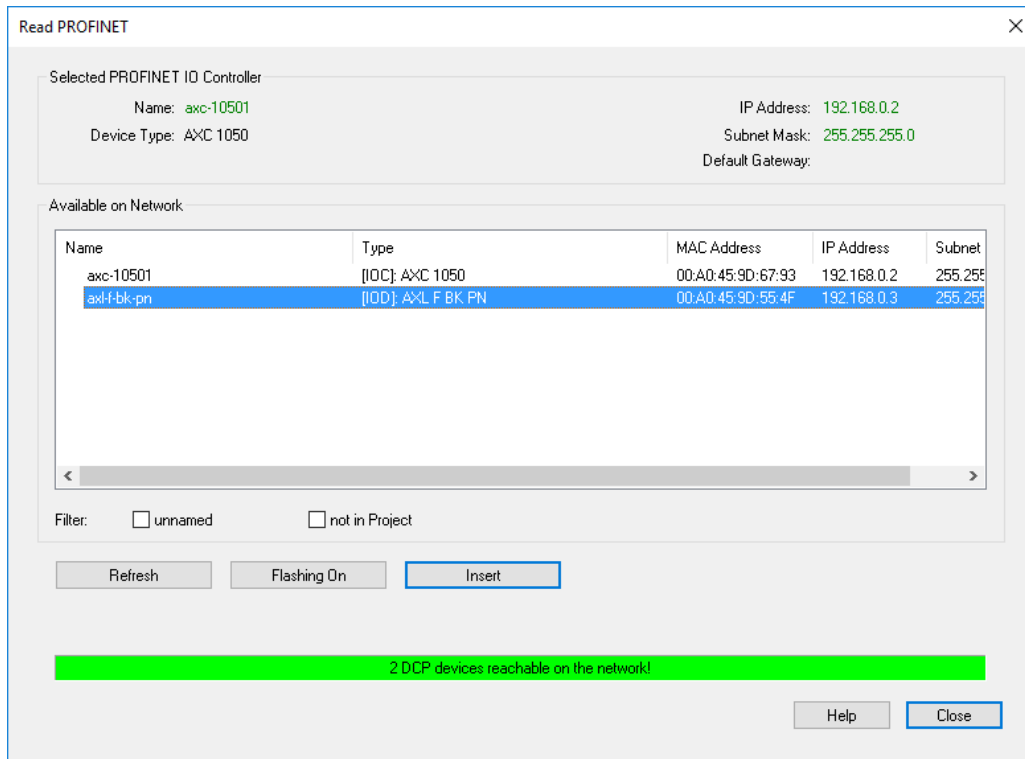 Read PROFINET
Selected PROFINET IO Controller
Name: axc-10501
IP Address: 192.168.0.2
Device Type: AXC 1050
Subnet Mask: 255.255.255.0
Default Gateway:
Available on Network
Name Type MAC Address IP Address Subnet
axc-10501 [IOC]: AXC 1050 00:A0:45:9D:67:93 192.168.0.2 255.255
axl-f-bk-pn [IOD]: AXL F BK PN 00:A0:45:9D:55:4F 192.168.0.3 255.255
Filter: unnamed not in Project
Refresh Flashing On Insert
2 DCP devices reachable on the network!
Help Close